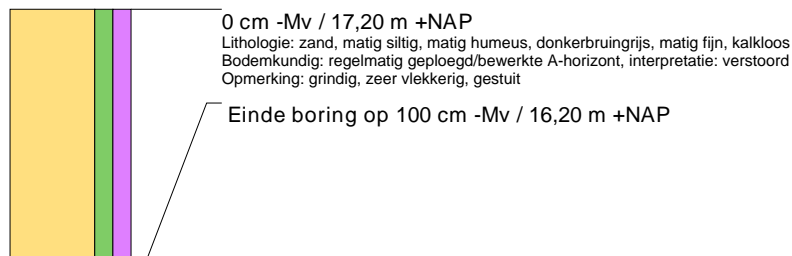 0 cm -Mv / 17,20 m +NAP
Lithologie: zand, matig siltig, matig humeus, donkerbruingrijs, matig fijn, kalkloos
Bodemkundig: regelmatig geploegd/bewerkte A-horizont, interpretatie: verstoord
Opmerking: grindig, zeer vlekkerig, gestuit
Einde boring op 100 cm -Mv / 16,20 m +NAP